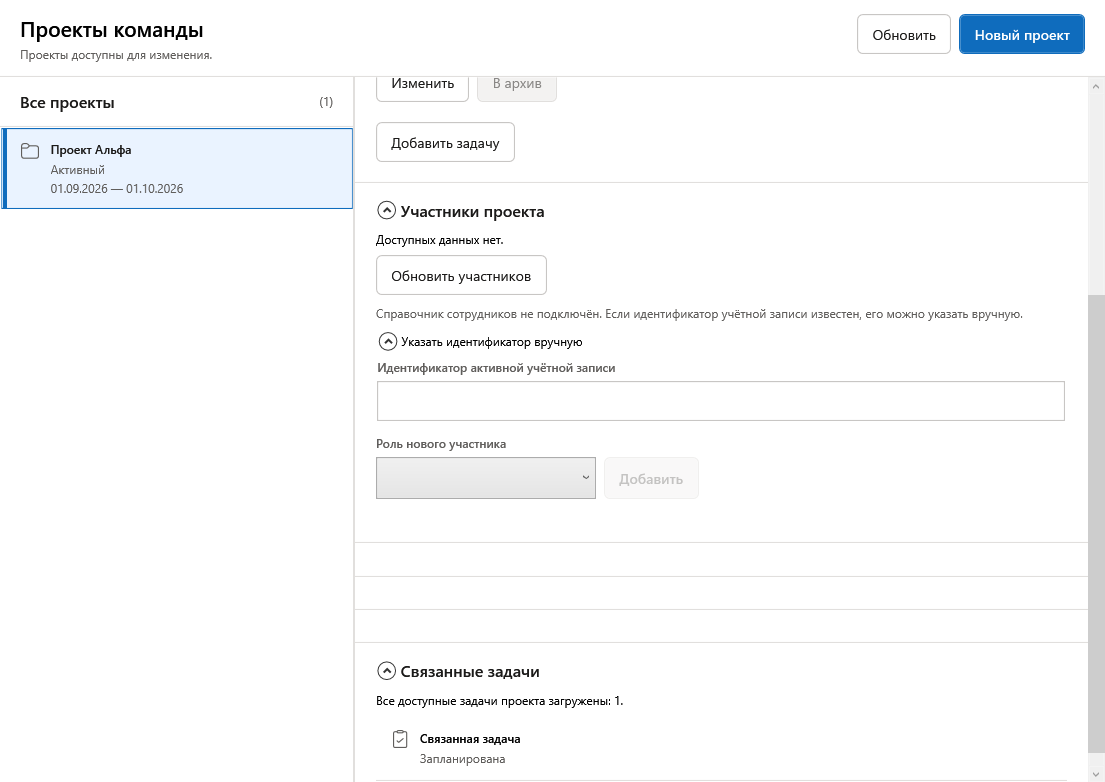 Проекты команды
Проекты доступны для изменения.
Обновить
Новый проект
Все проекты
(1)
Проект Альфа
Активный
01.09.2026 — 01.10.2026
Изменить
В архив
Добавить задачу
Участники проекта
Доступных данных нет.
Обновить участников
Справочник сотрудников не подключён. Если идентификатор учётной записи известен, его можно указать вручную.
Указать идентификатор вручную
Идентификатор активной учётной записи
Роль нового участника
Добавить
Связанные задачи
Все доступные задачи проекта загружены: 1.
Связанная задача
Запланирована